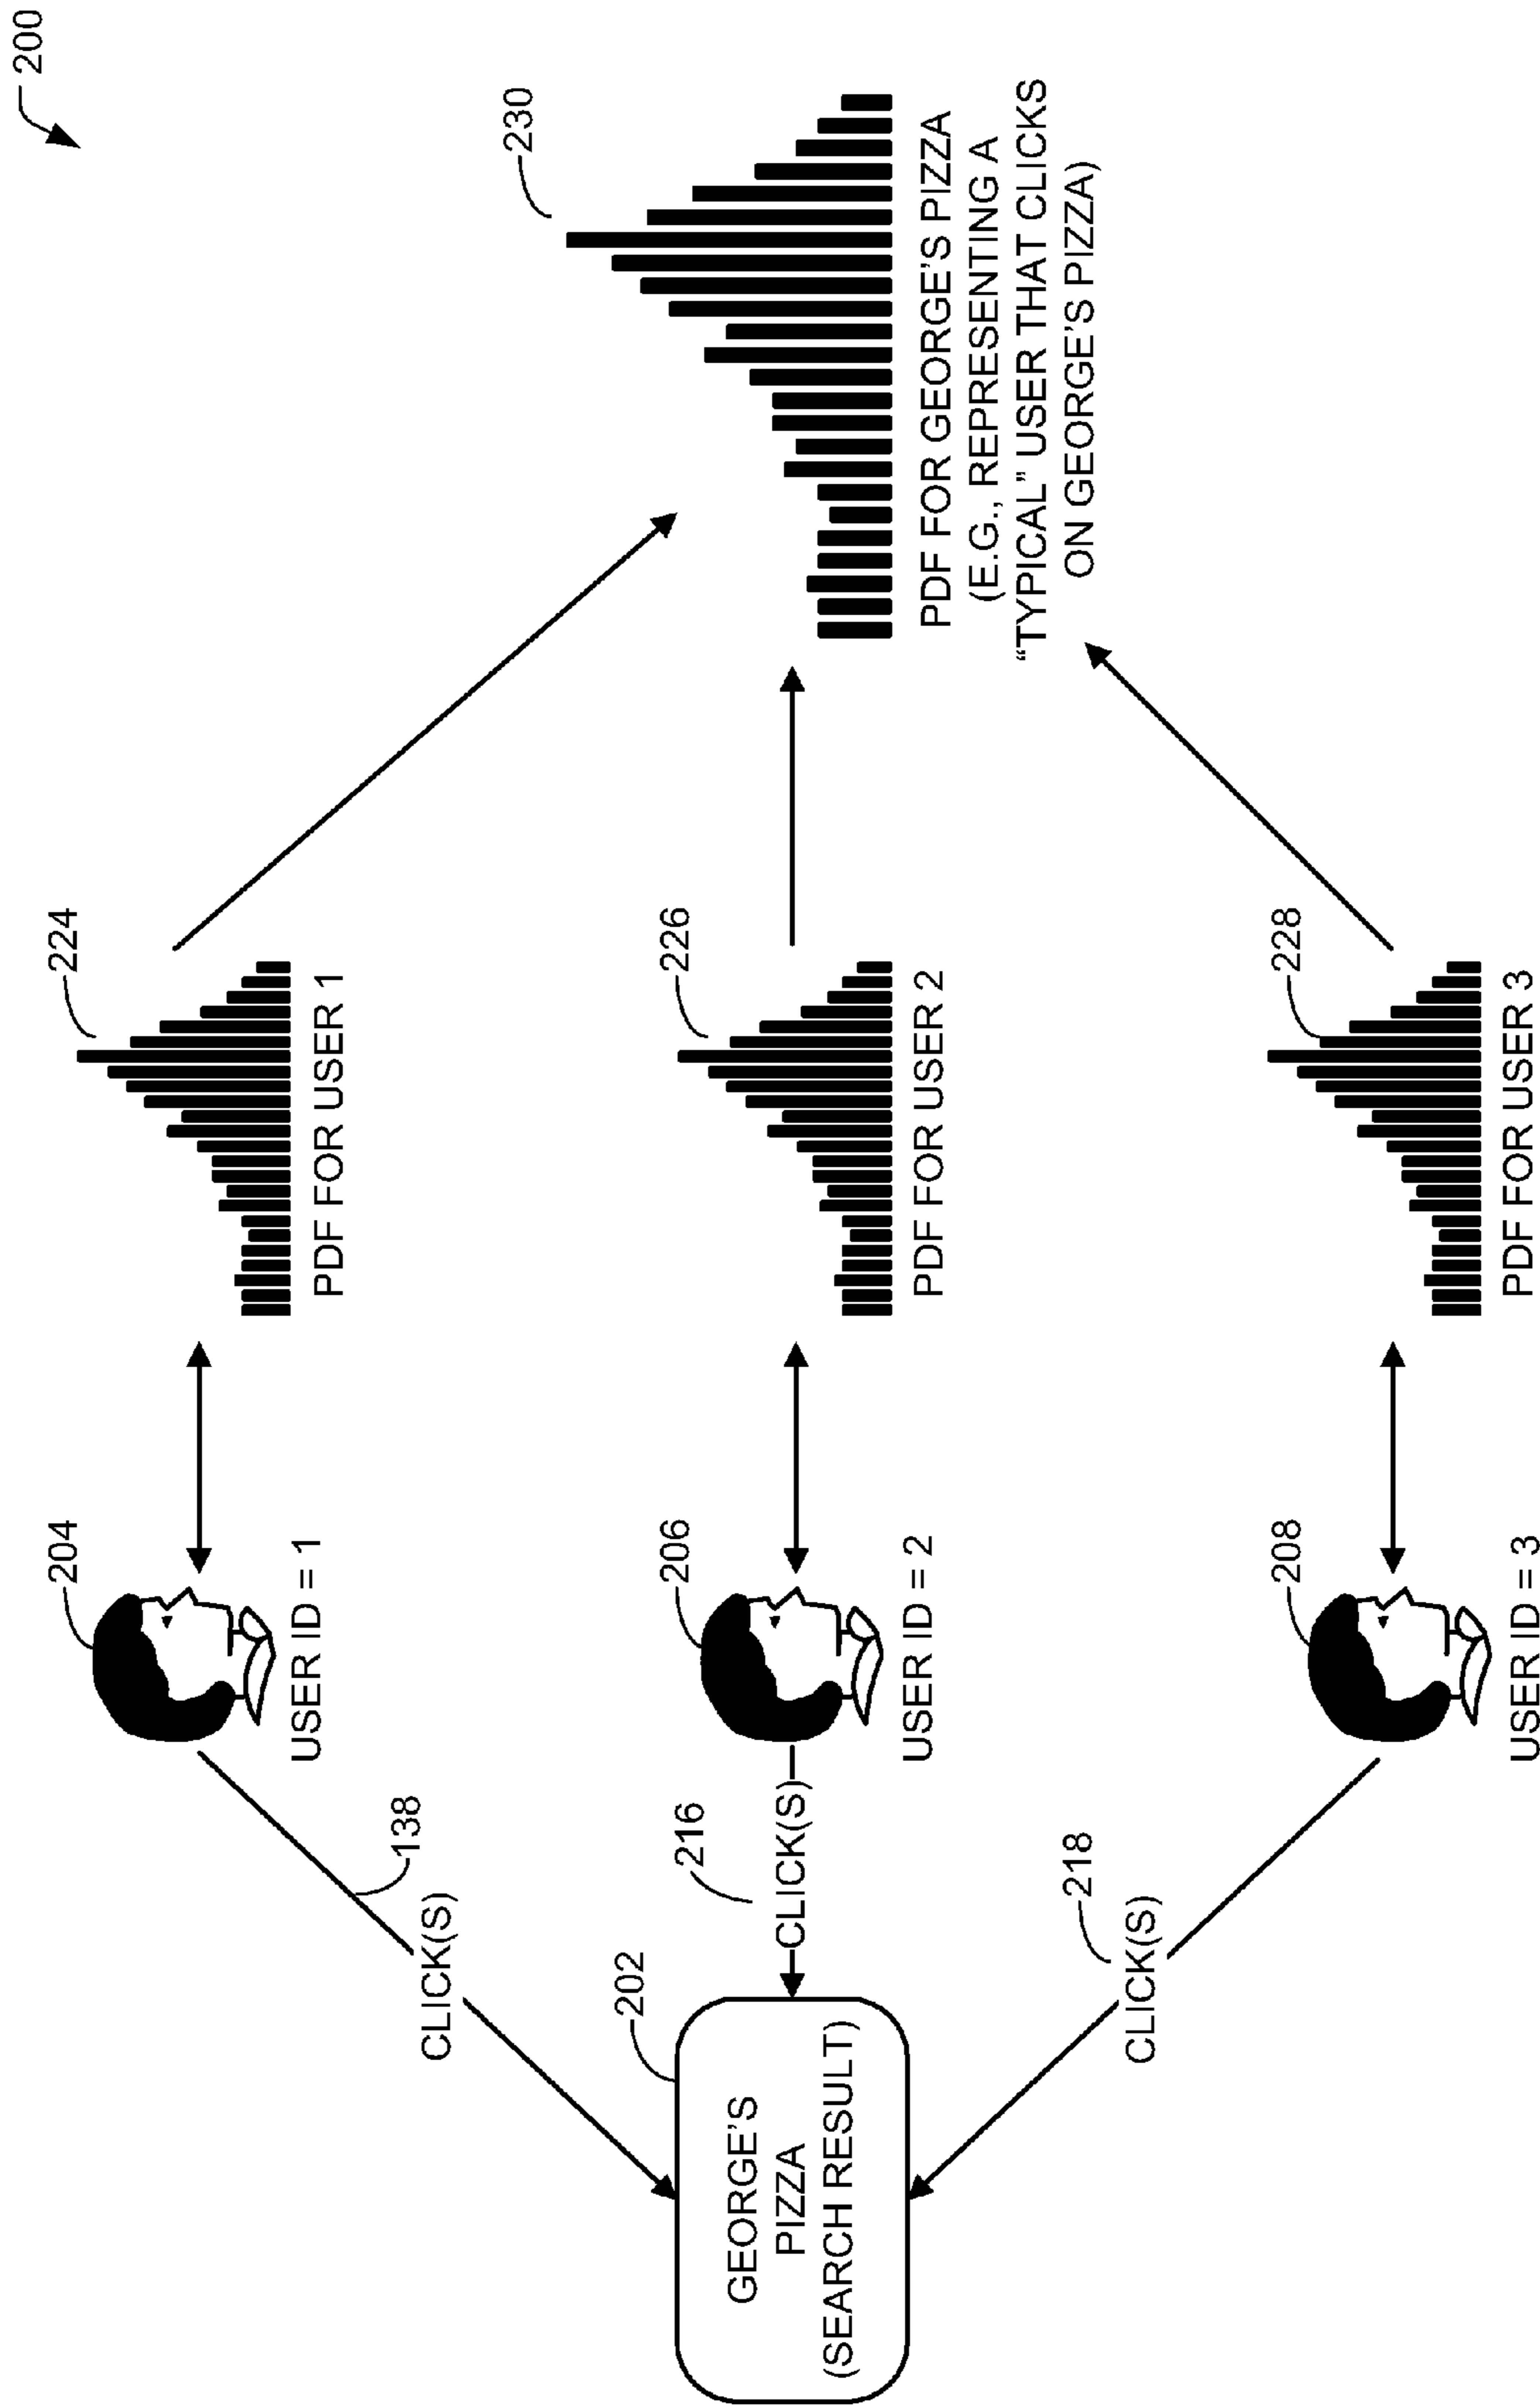 200
204
USER ID = 1
224
PDF FOR USER 1
138
CLICK(S)
202
GEORGE'S
PIZZA
(SEARCH RESULT)
216
CLICK(S)
206
USER ID = 2
226
PDF FOR USER 2
230
PDF FOR GEORGE'S PIZZA
(E.G., REPRESENTING A
“TYPICAL” USER THAT CLICKS
ON GEORGE'S PIZZA)
218
CLICK(S)
208
USER ID = 3
228
PDF FOR USER 3